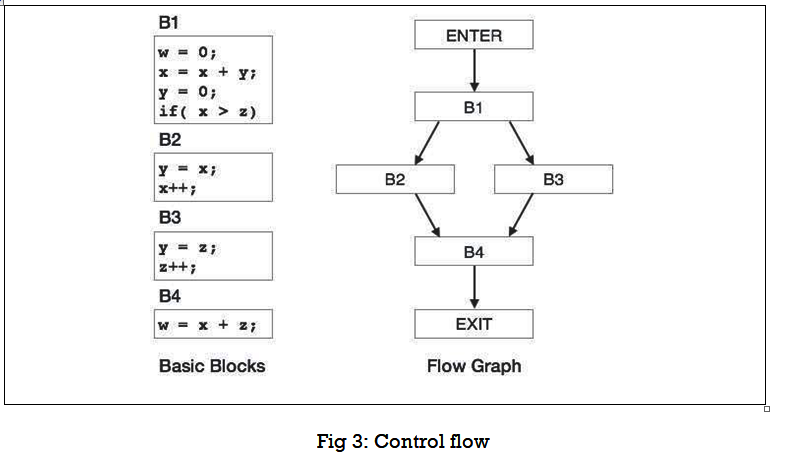 B1
w = 0;
x = x + y;
y = 0;
if( x > z)
B2
y = x;
x++;
B3
y = z;
z++;
B4
w = x + z;
Basic Blocks
ENTER
B1
B2
B3
B4
EXIT
Flow Graph
Fig 3: Control flow